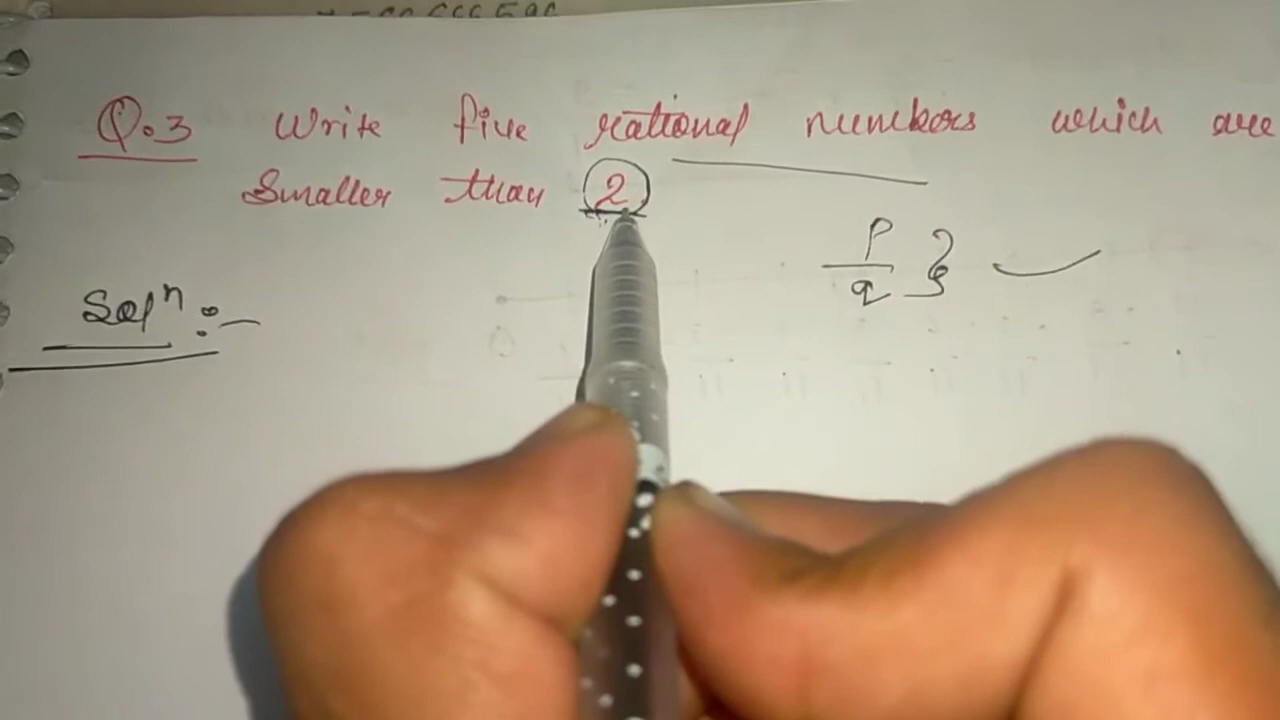 Q.3 Write five rational numbers which are
Smaller than 2
P
q
Solⁿ :-